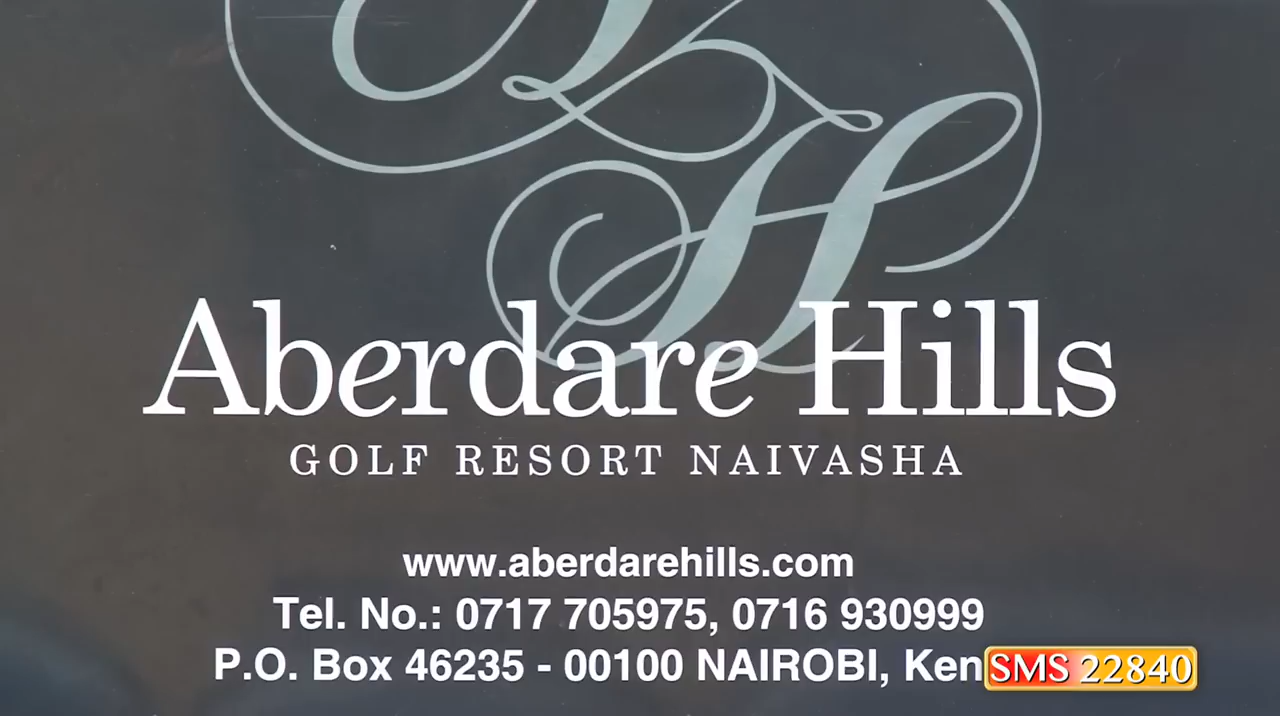 AH
Aberdare Hills
GOLF RESORT NAIVASHA
www.aberdarehills.com
Tel. No.: 0717 705975, 0716 930999
P.O. Box 46235 - 00100 NAIROBI, Ken
SMS 22840